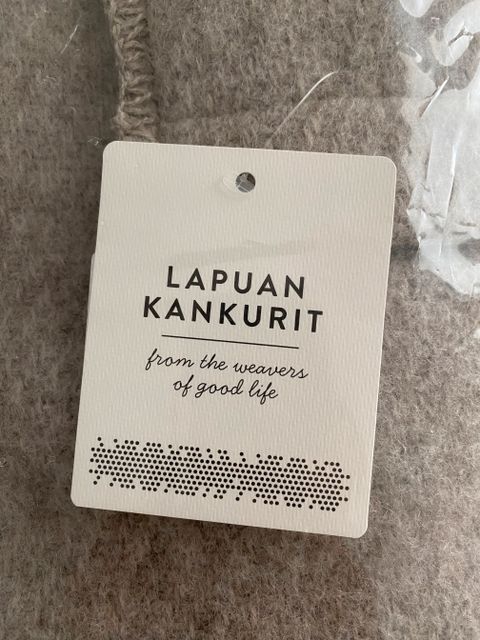 LAPUAN
KANKURIT
from the weavers
of good life